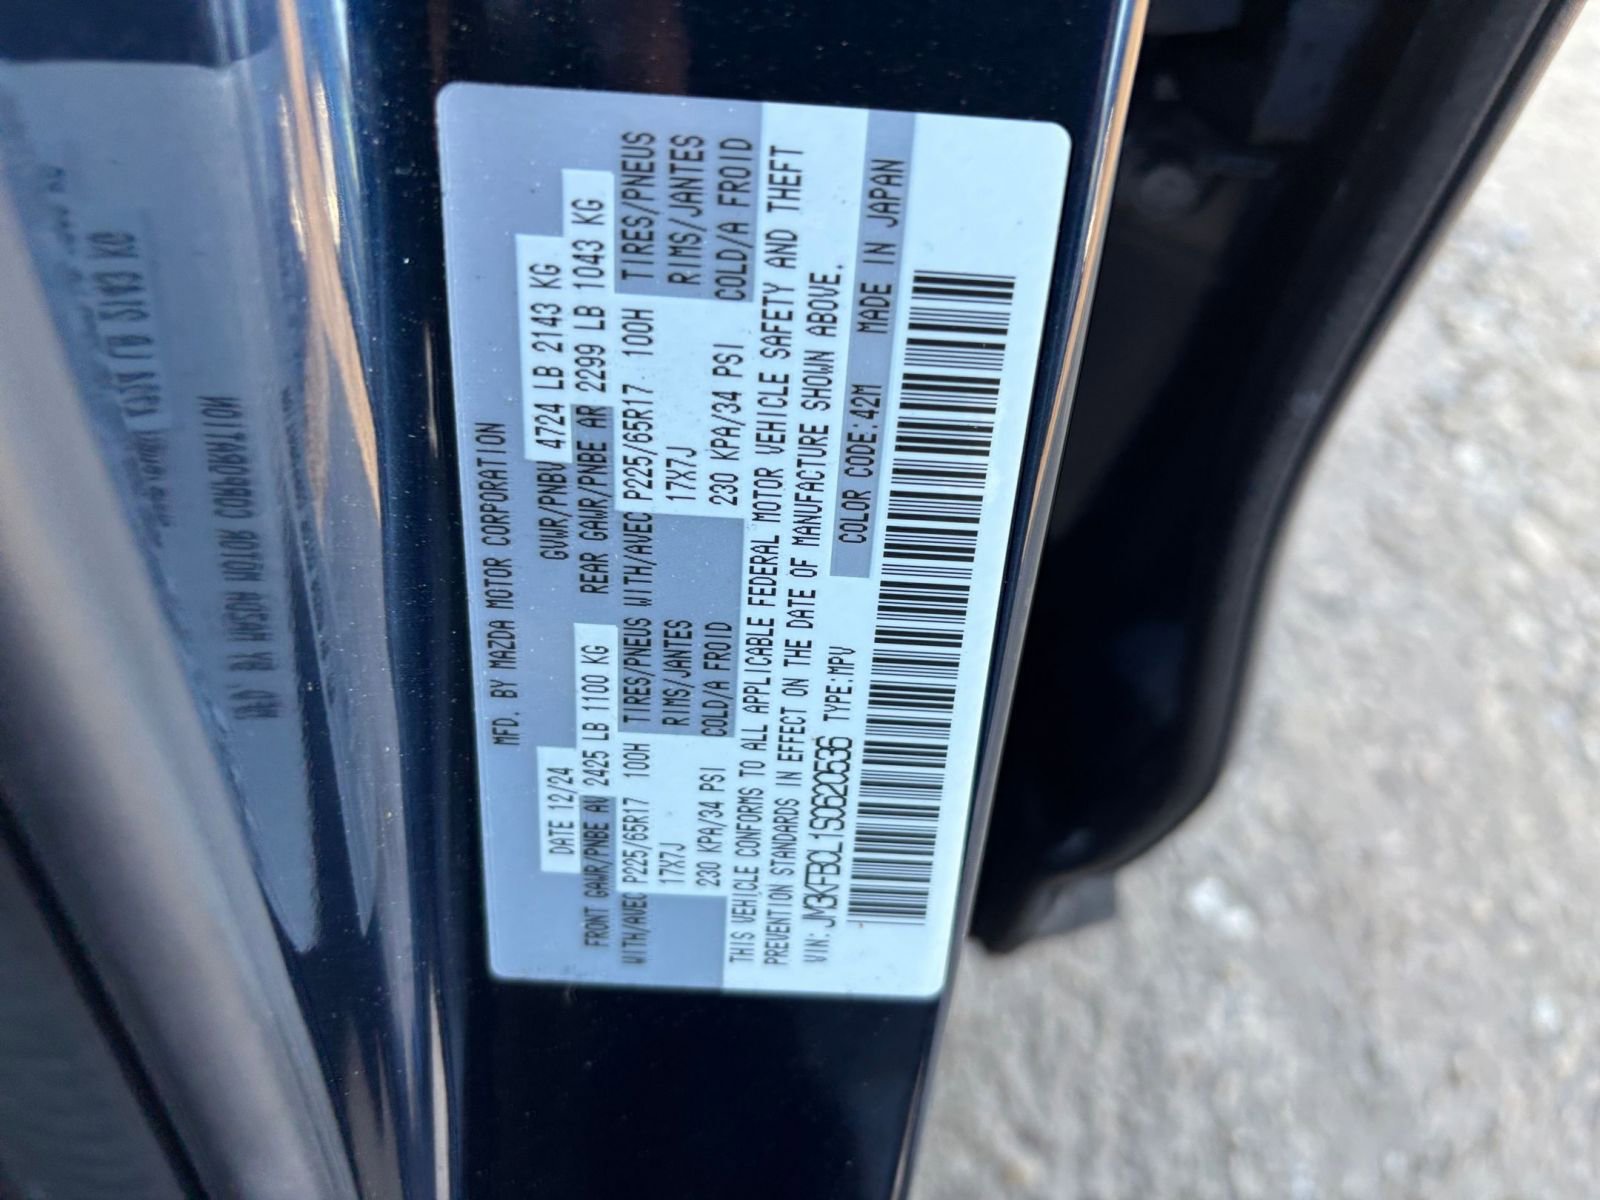 MFD. BY MAZDA MOTOR CORPORATION
DATE 12/24 GVWR/PNBV 4724 LB 2143 KG
FRONT GAWR/PNBE AV 2425 LB 1100 KG REAR GAWR/PNBE AR 2299 LB 1043 KG
WITH/AVEC P225/65R17 100H TIRES/PNEUS WITH/AVEC P225/65R17 100H TIRES/PNEUS
17X7J RIMS/JANTES 17X7J RIMS/JANTES
230 KPA/34 PSI COLD/A FROID 230 KPA/34 PSI COLD/A FROID
THIS VEHICLE CONFORMS TO ALL APPLICABLE FEDERAL MOTOR VEHICLE SAFETY AND THEFT
PREVENTION STANDARDS IN EFFECT ON THE DATE OF MANUFACTURE SHOWN ABOVE.
VIN: JM3KFBCL1S0620536 TYPE:MPV COLOR CODE:42M MADE IN JAPAN